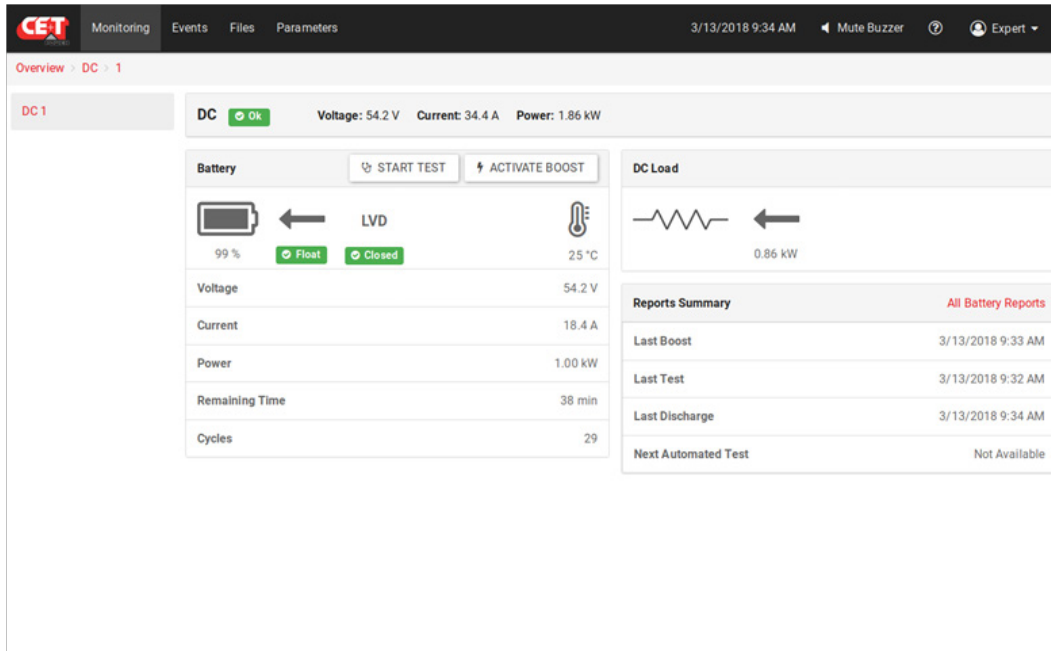 CE+T
Monitoring Events Files Parameters 3/13/2018 9:34 AM Mute Buzzer ? Expert
Overview > DC > 1
DC 1
DC Ok Voltage: 54.2 V Current: 34.4 A Power: 1.86 kW
Battery START TEST ACTIVATE BOOST
LVD
99 % Float Closed 25 °C
Voltage 54.2 V
Current 18.4 A
Power 1.00 kW
Remaining Time 38 min
Cycles 29
DC Load
0.86 kW
Reports Summary All Battery Reports
Last Boost 3/13/2018 9:33 AM
Last Test 3/13/2018 9:32 AM
Last Discharge 3/13/2018 9:34 AM
Next Automated Test Not Available